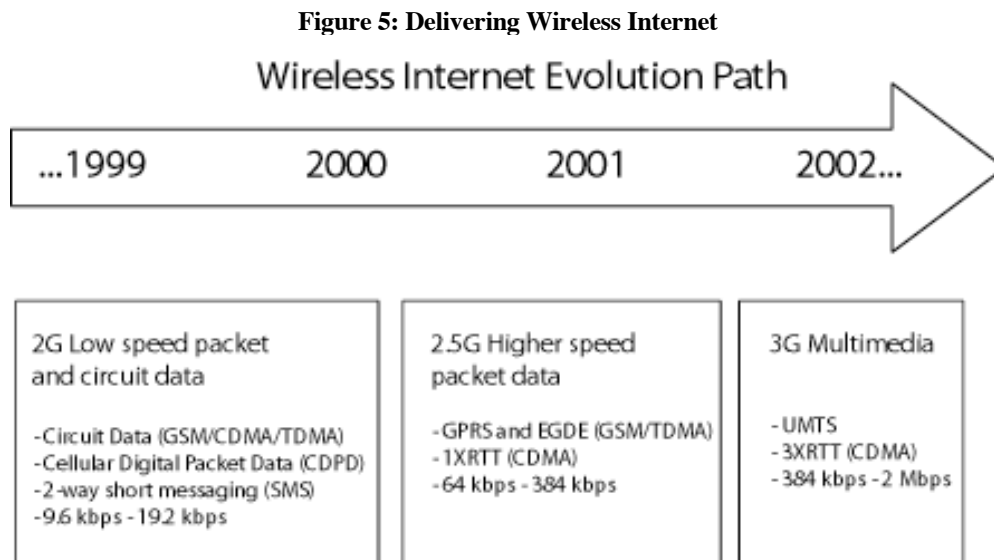 Figure 5: Delivering Wireless Internet
Wireless Internet Evolution Path
...1999 2000 2001 2002...
2G Low speed packet
and circuit data
-Circuit Data (GSM/CDMA/TDMA)
-Cellular Digital Packet Data (CDPD)
-2-way short messaging (SMS)
-9.6 kbps -19.2 kbps
2.5G Higher speed
packet data
-GPRS and EGDE (GSM/TDMA)
-1XRTT (CDMA)
-64 kbps -384 kbps
3G Multimedia
-UMTS
-3XRTT (CDMA)
-384 kbps -2 Mbps